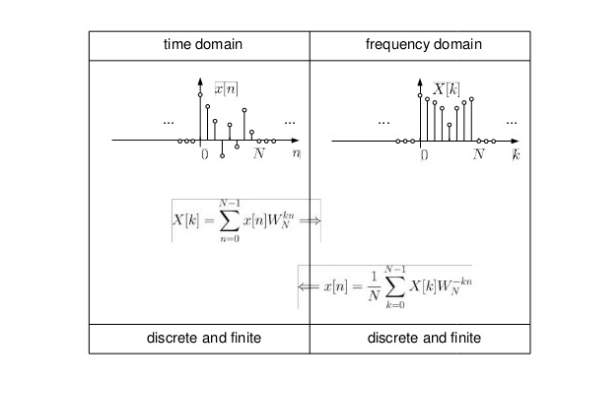 time domain
frequency domain
x[n]
X[k]
...
...
...
...
0
N
n
0
N
k
X[k] = \sum_{n=0}^{N-1} x[n]W_N^{kn} ⟹
⟸ x[n] = \frac{1}{N} \sum_{k=0}^{N-1} X[k]W_N^{-kn}
discrete and finite
discrete and finite